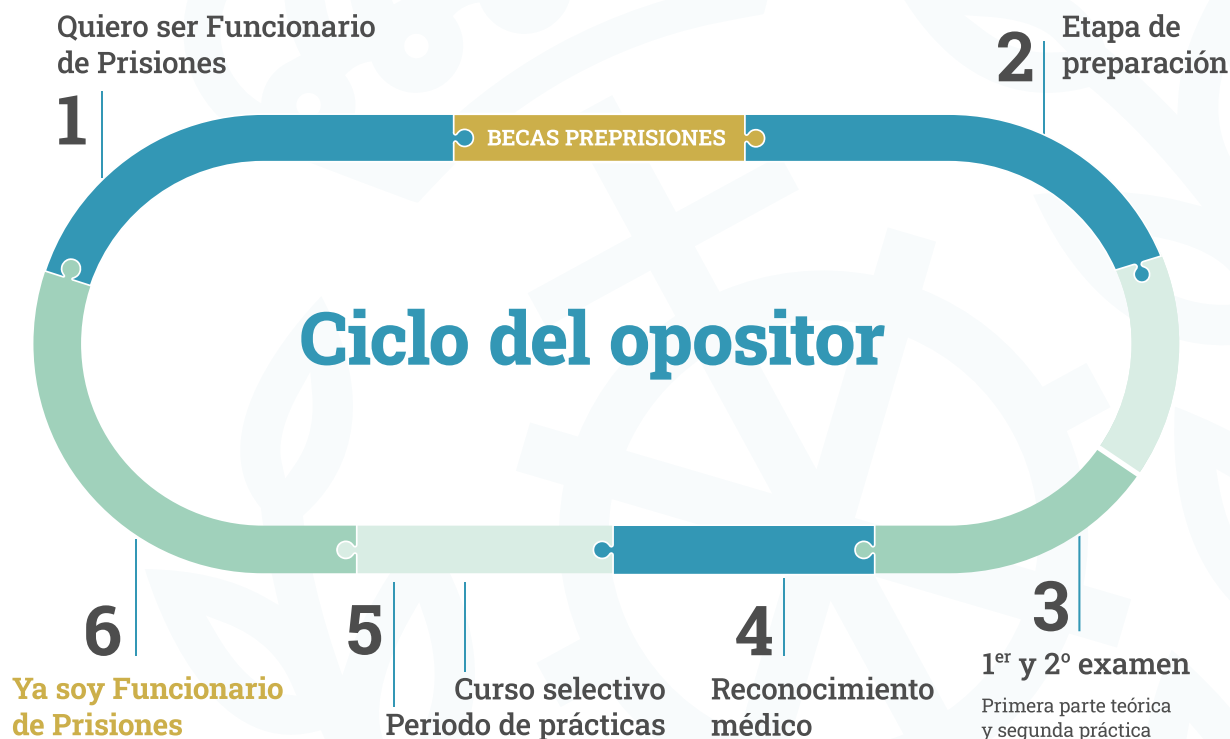 Quiero ser Funcionario
de Prisiones
1
BECAS PREPRISIONES
2
Etapa de
preparación
Ciclo del opositor
3
1er y 2º examen
Primera parte teórica
y segunda práctica
4
Reconocimiento
médico
5
Curso selectivo
Periodo de prácticas
6
Ya soy Funcionario
de Prisiones